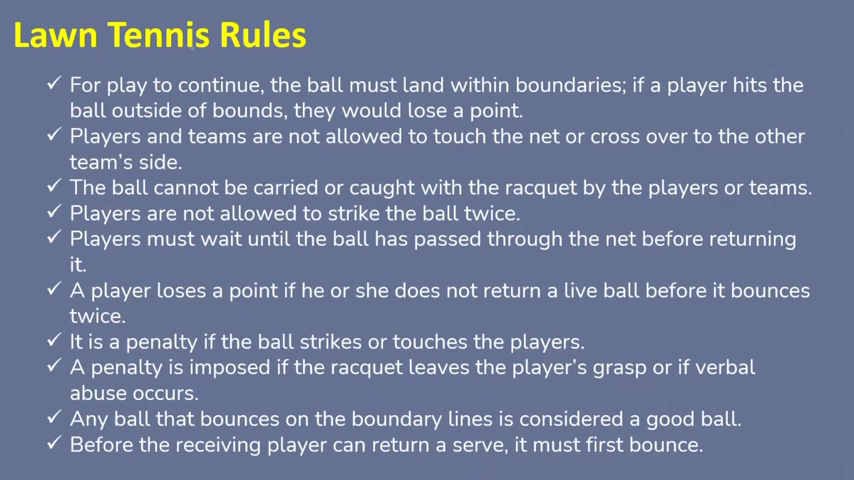 Lawn Tennis Rules
✓ For play to continue, the ball must land within boundaries; if a player hits the
ball outside of bounds, they would lose a point.
✓ Players and teams are not allowed to touch the net or cross over to the other
team's side.
✓ The ball cannot be carried or caught with the racquet by the players or teams.
✓ Players are not allowed to strike the ball twice.
✓ Players must wait until the ball has passed through the net before returning
it.
✓ A player loses a point if he or she does not return a live ball before it bounces
twice.
✓ It is a penalty if the ball strikes or touches the players.
✓ A penalty is imposed if the racquet leaves the player's grasp or if verbal
abuse occurs.
✓ Any ball that bounces on the boundary lines is considered a good ball.
✓ Before the receiving player can return a serve, it must first bounce.